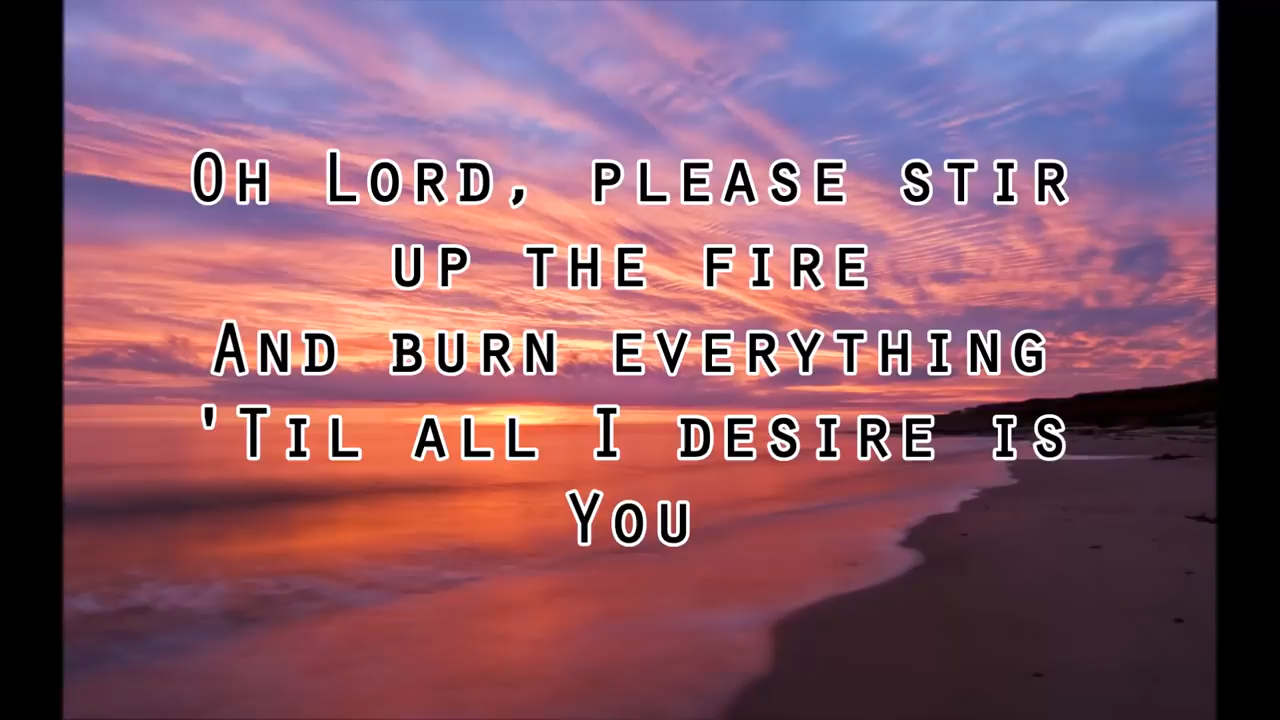 Oh Lord, please stir
up the fire
And burn everything
'Til all I desire is
You